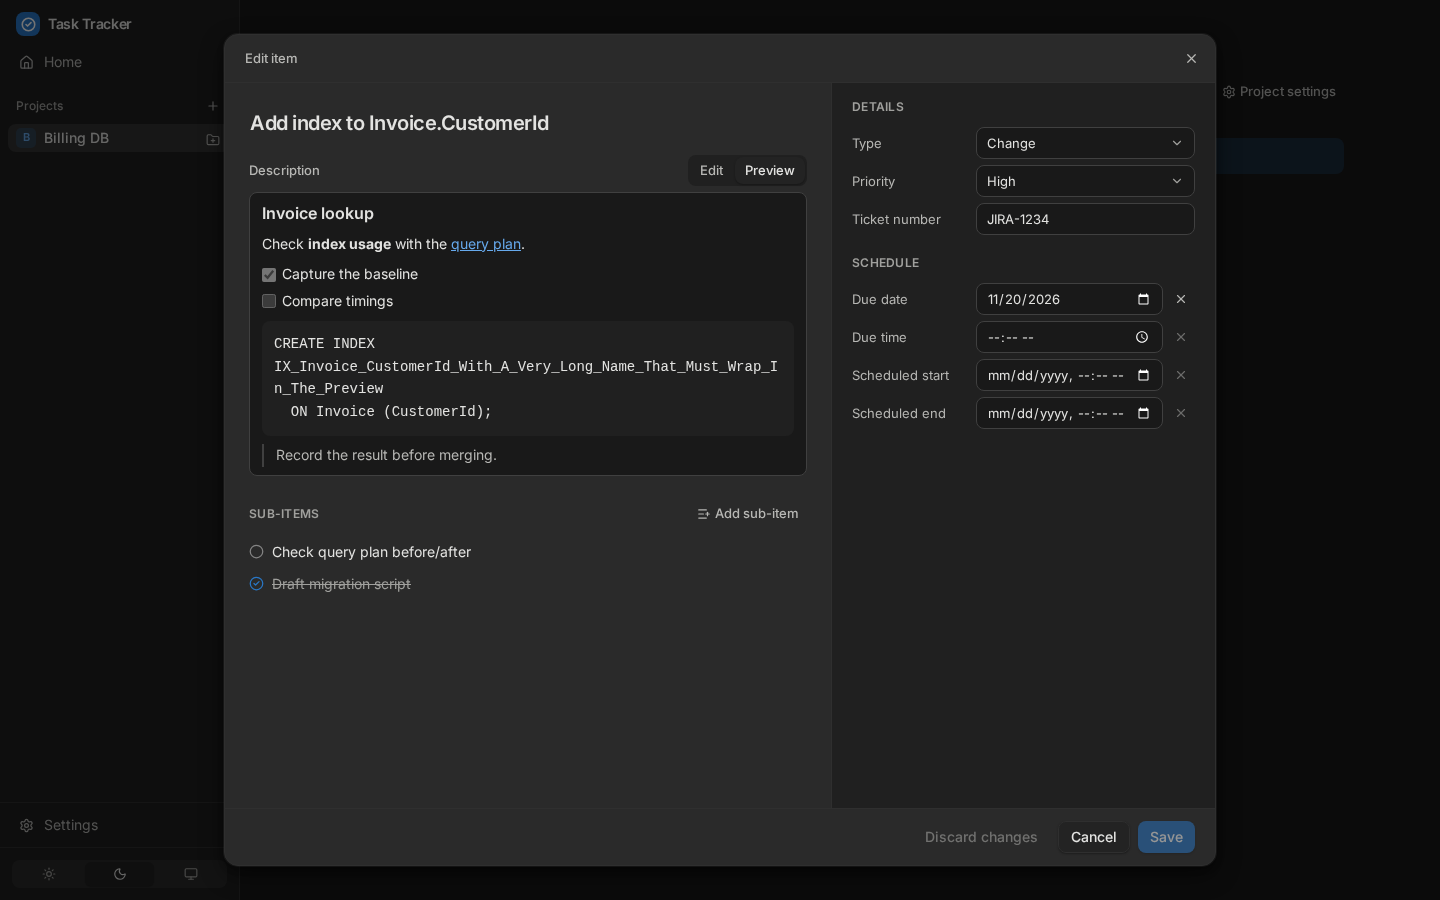 Task Tracker
Home
Projects
B Billing DB
Settings
Project settings
Edit item
Add index to Invoice.CustomerId
Description
Edit Preview
Invoice lookup
Check index usage with the query plan.
Capture the baseline
Compare timings
CREATE INDEX
IX_Invoice_CustomerId_With_A_Very_Long_Name_That_Must_Wrap_I
n_The_Preview
ON Invoice (CustomerId);
Record the result before merging.
SUB-ITEMS
Add sub-item
Check query plan before/after
Draft migration script
DETAILS
Type Change
Priority High
Ticket number JIRA-1234
SCHEDULE
Due date 11/20/2026
Due time --:-- --
Scheduled start mm/dd/yyyy, --:-- --
Scheduled end mm/dd/yyyy, --:-- --
Discard changes Cancel Save